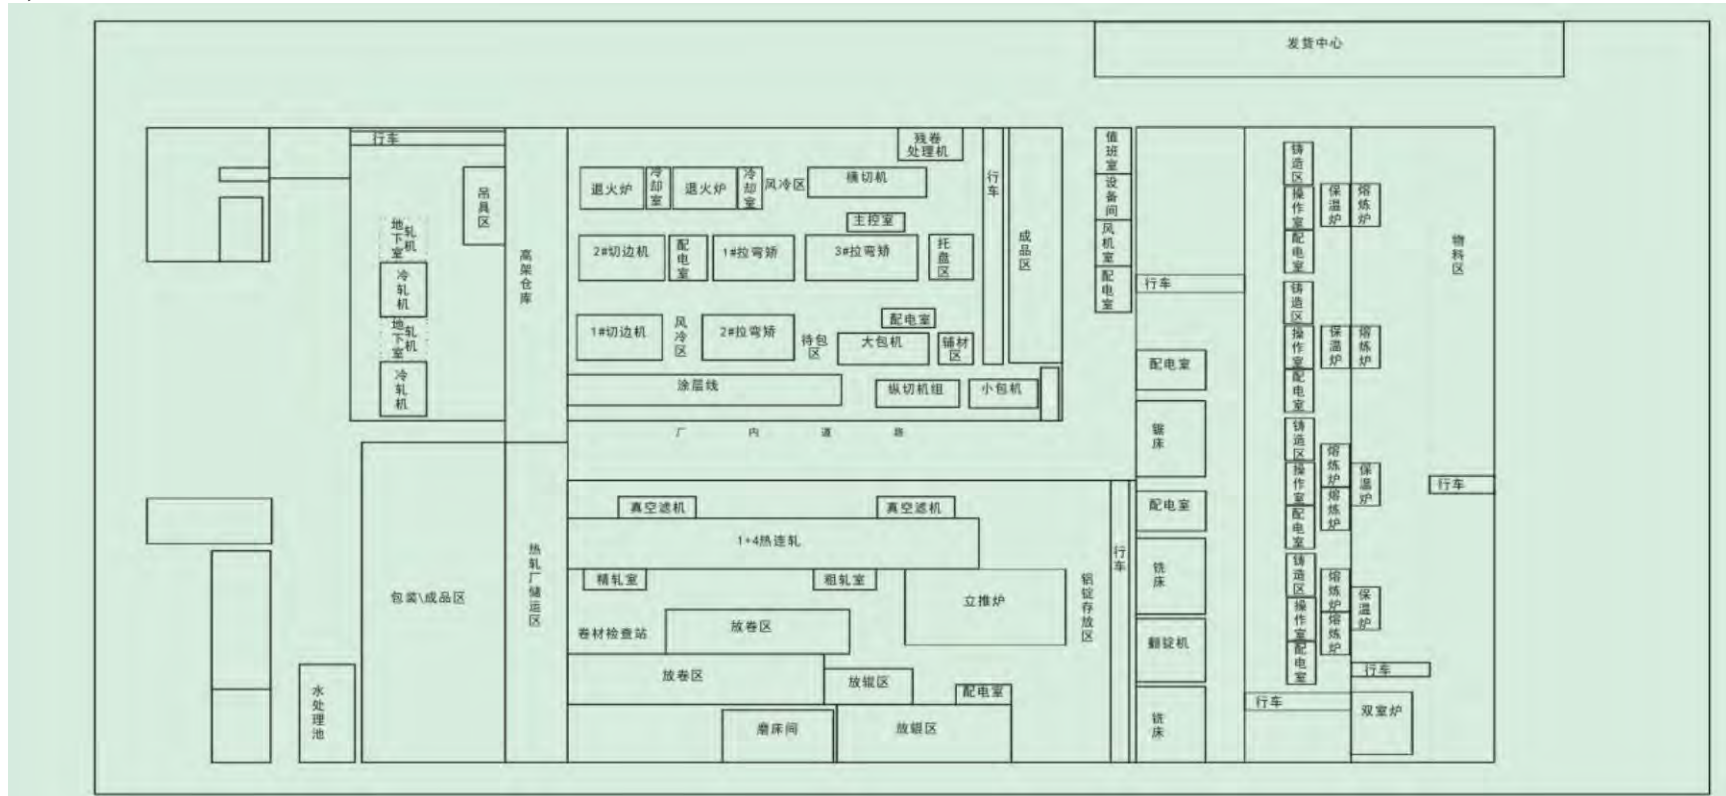 发货中心
行车
吊具区
地下室
轧机
冷轧机
地下室
轧机
冷轧机
高架仓库
残卷
处理机
退火炉
冷却室
退火炉
冷却室
风冷区
横切机
主控室
2#切边机
配电室
1#拉弯矫
3#拉弯矫
托盘区
配电室
1#切边机
风冷区
2#拉弯矫
待包区
大包机
辅材区
涂层线
纵切机组
小包机
行车
成品区
厂内道路
值班室
设备间
风机室
配电室
行车
配电室
锯床
配电室
铣床
翻锭机
铣床
铸造区
操作室
配电室
保温炉
熔炼炉
铸造区
操作室
配电室
保温炉
熔炼炉
铸造区
操作室
配电室
熔炼炉
熔炼炉
保温炉
铸造区
操作室
配电室
熔炼炉
熔炼炉
保温炉
物料区
行车
行车
行车
双室炉
包装\成品区
水处理池
热轧厂储运区
真空滤机
真空滤机
1+4热连轧
精轧室
粗轧室
立推炉
卷材检查站
放卷区
放卷区
放辊区
配电室
磨床间
放辊区
铝锭存放区
行车